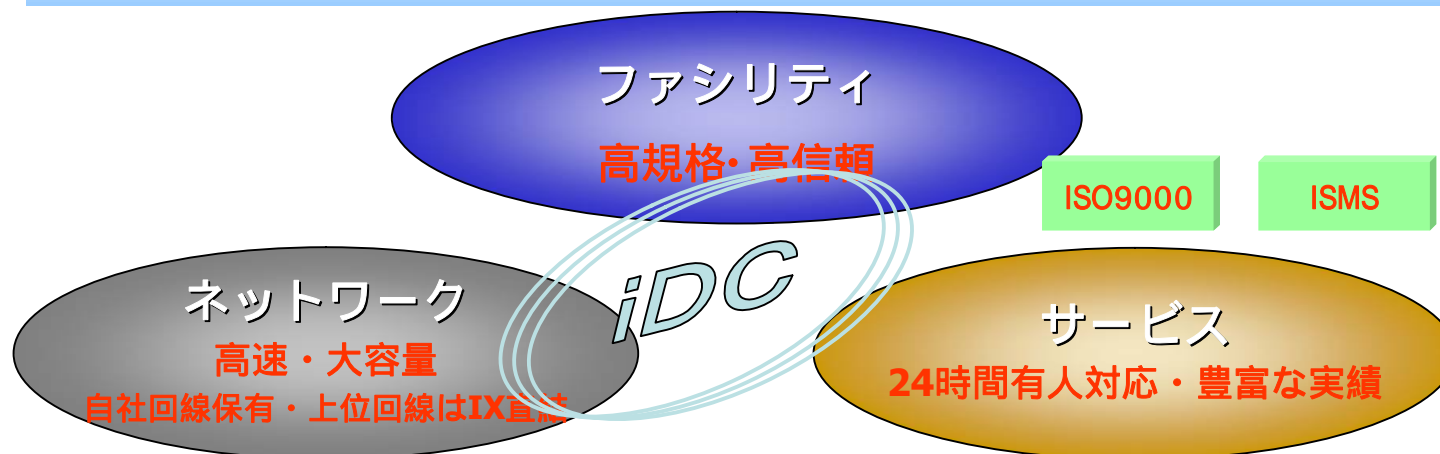 ファシリティ
高規格・高信頼
ISO9000
ISMS
iDC
ネットワーク
高速・大容量
自社回線保有・上位回線はIX直結
サービス
24時間有人対応・豊富な実績